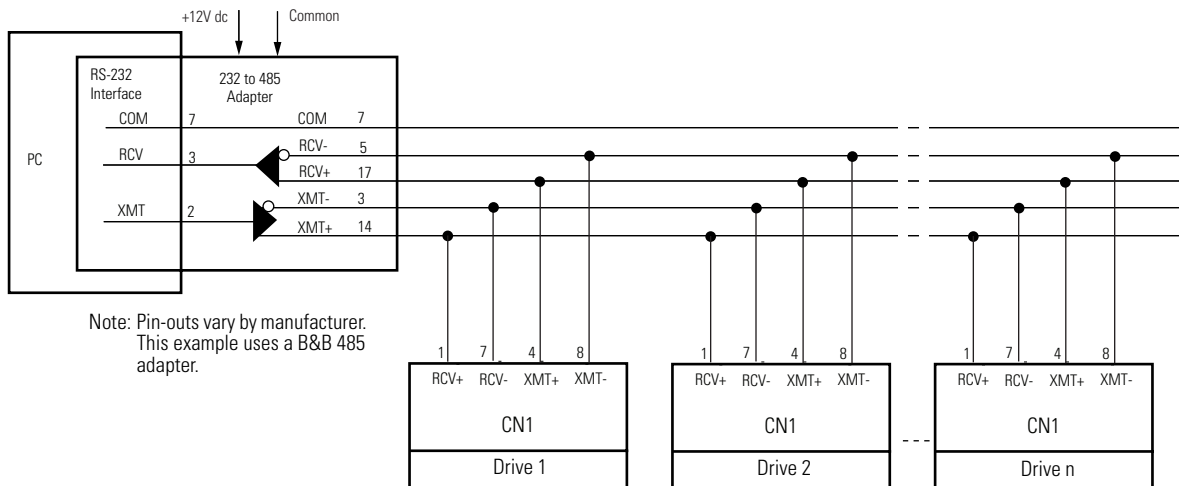 +12V dc
Common
PC
RS-232
Interface
232 to 485
Adapter
COM 7 COM 7
RCV 3 RCV- 5
RCV+ 17
XMT 2 XMT- 3
XMT+ 14
Note: Pin-outs vary by manufacturer.
This example uses a B&B 485
adapter.
1 7 4 8
RCV+ RCV- XMT+ XMT-
CN1
Drive 1
1 7 4 8
RCV+ RCV- XMT+ XMT-
CN1
Drive 2
1 7 4 8
RCV+ RCV- XMT+ XMT-
CN1
Drive n